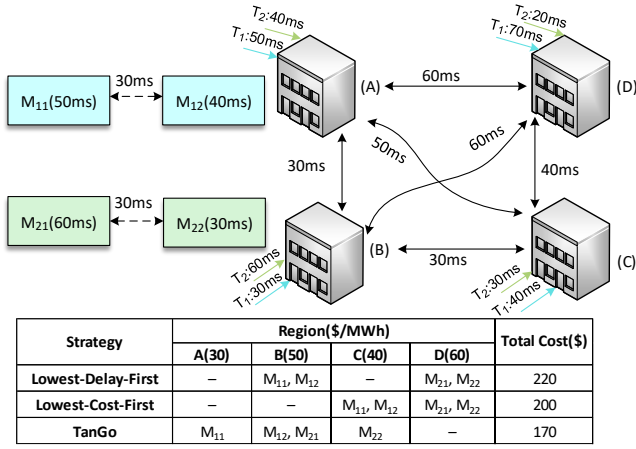 T₂:40ms
T₁:50ms
T₂:20ms
T₁:70ms
30ms
M₁₁(50ms)
M₁₂(40ms)
(A)
60ms
(D)
50ms
60ms
30ms
40ms
30ms
M₂₁(60ms)
M₂₂(30ms)
(B)
30ms
(C)
T₂:60ms
T₁:30ms
T₂:30ms
T₁:40ms
Strategy Region($/MWh) Total Cost($)
A(30) B(50) C(40) D(60)
Lowest-Delay-First – M₁₁, M₁₂ – M₂₁, M₂₂ 220
Lowest-Cost-First – – M₁₁, M₁₂ M₂₁, M₂₂ 200
TanGo M₁₁ M₁₂, M₂₁ M₂₂ – 170